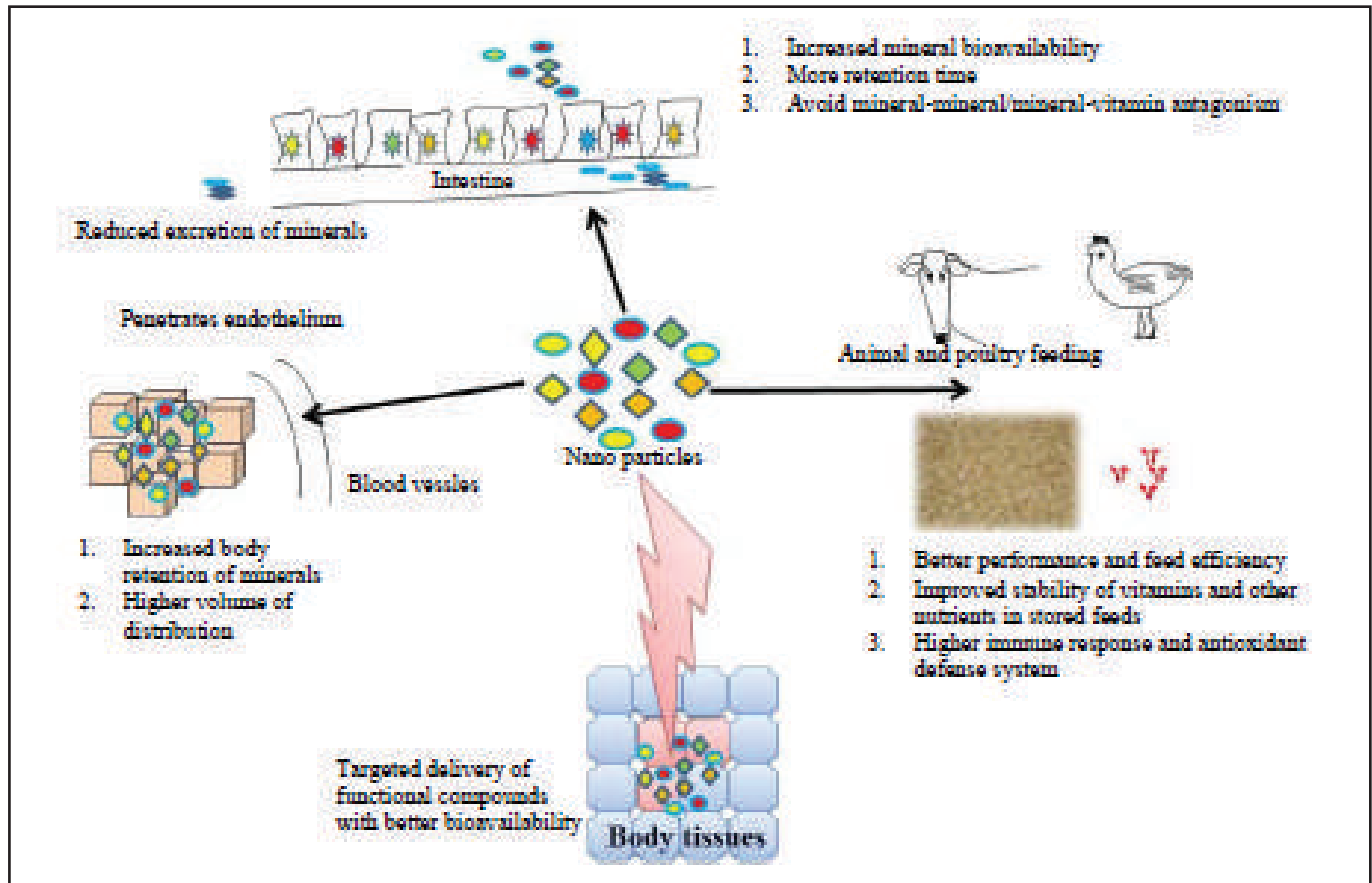 1. Increased mineral bioavailability
2. More retention time
3. Avoid mineral-mineral/mineral-vitamin antagonism
Intestine
Reduced excretion of minerals
Penetrates endothelium
Animal and poultry feeding
Nano particles
Blood vessles
1. Increased body
retention of minerals
2. Higher volume of
distribution
1. Better performance and feed efficiency
2. Improved stability of vitamins and other
nutrients in stored feeds
3. Higher immune response and antioxidant
defense system
Targeted delivery of
functional compounds
with better bioavailability
Body tissues